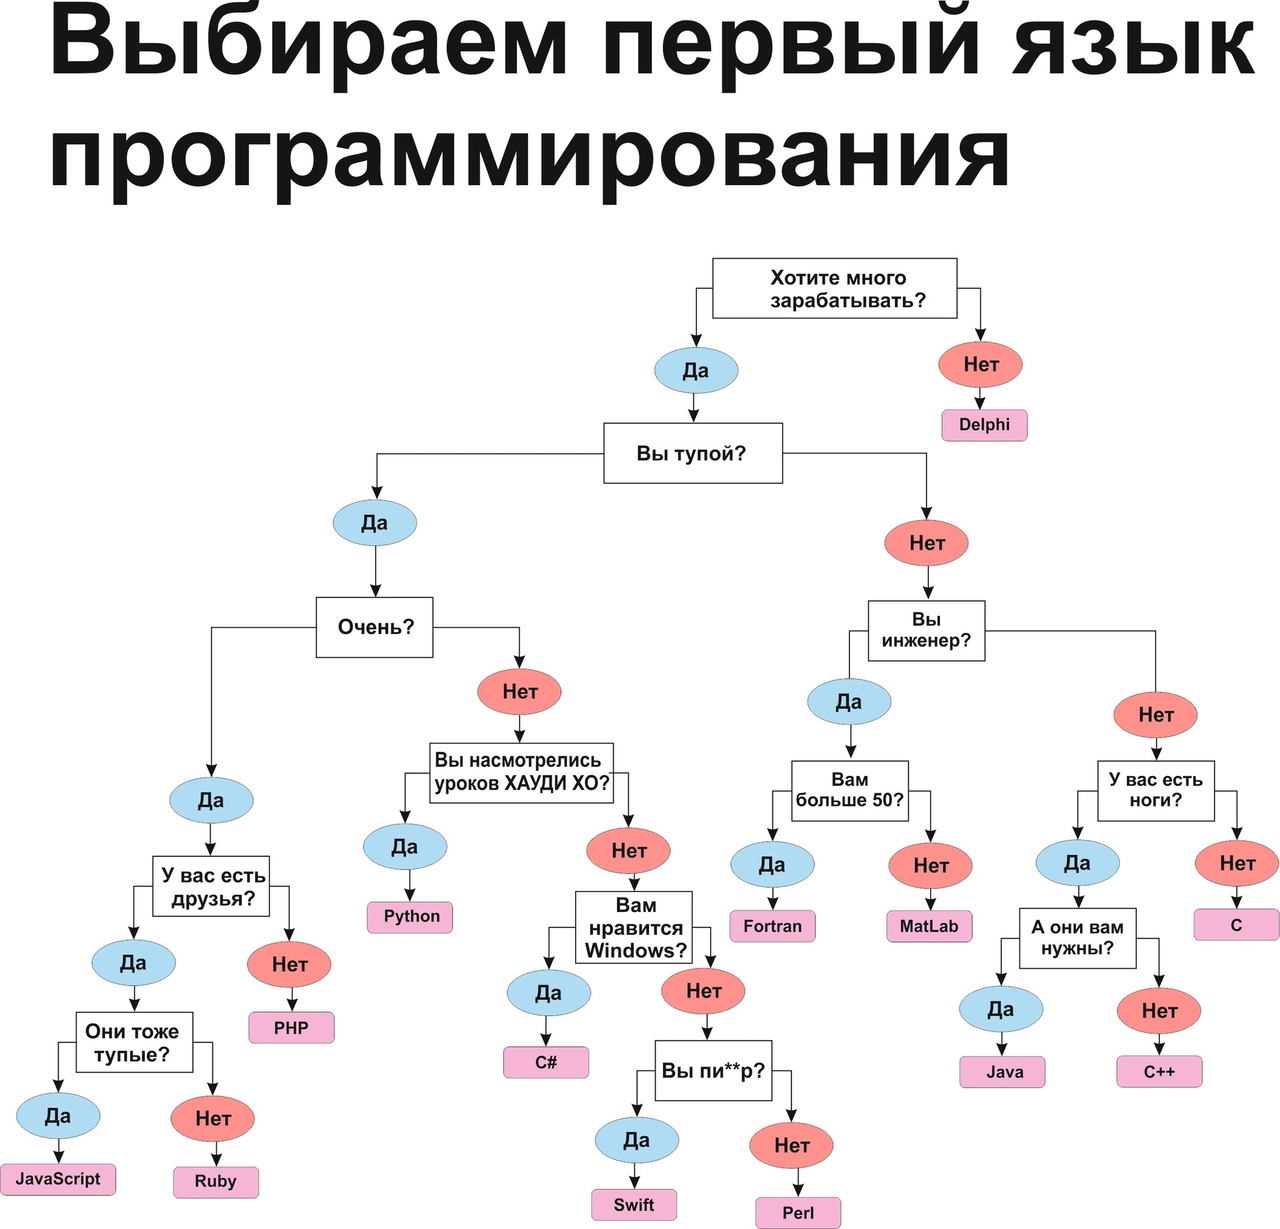 Выбираем первый язык
программирования
Хотите много
зарабатывать?
Да
Нет
Delphi
Вы тупой?
Да
Нет
Очень?
Вы
инженер?
Нет
Да
Нет
Вы насмотрелись
уроков ХАУДИ ХО?
Вам
больше 50?
У вас есть
ноги?
Да
Да
Нет
Да
Нет
Да
Нет
У вас есть
друзья?
Python
Вам
нравится
Windows?
Fortran
MatLab
А они вам
нужны?
C
Да
Нет
Да
Нет
Да
Нет
Они тоже
тупые?
PHP
C#
Вы пи**р?
Java
C++
Да
Нет
Да
Нет
JavaScript
Ruby
Swift
Perl